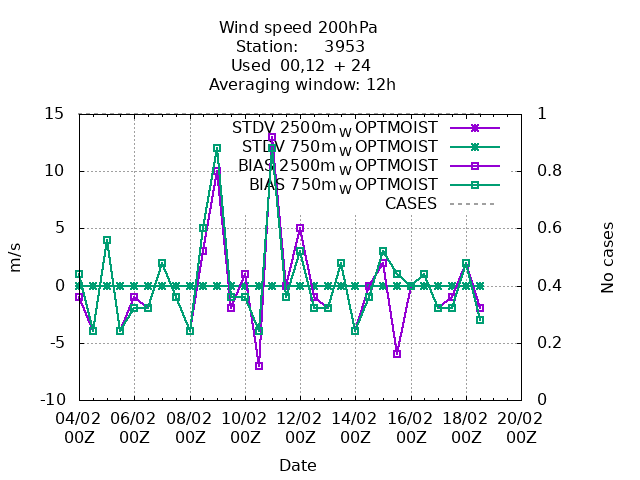 Wind speed 200hPa
Station: 3953
Used 00,12 + 24
Averaging window: 12h
STDV 2500m W OPTMOIST
STDV 750m W OPTMOIST
BIAS 2500m W OPTMOIST
BIAS 750m W OPTMOIST
CASES
15
10
5
0
-5
-10
m/s
1
0.8
0.6
0.4
0.2
0
No cases
04/02 06/02 08/02 10/02 12/02 14/02 16/02 18/02 20/02
00Z 00Z 00Z 00Z 00Z 00Z 00Z 00Z 00Z
Date